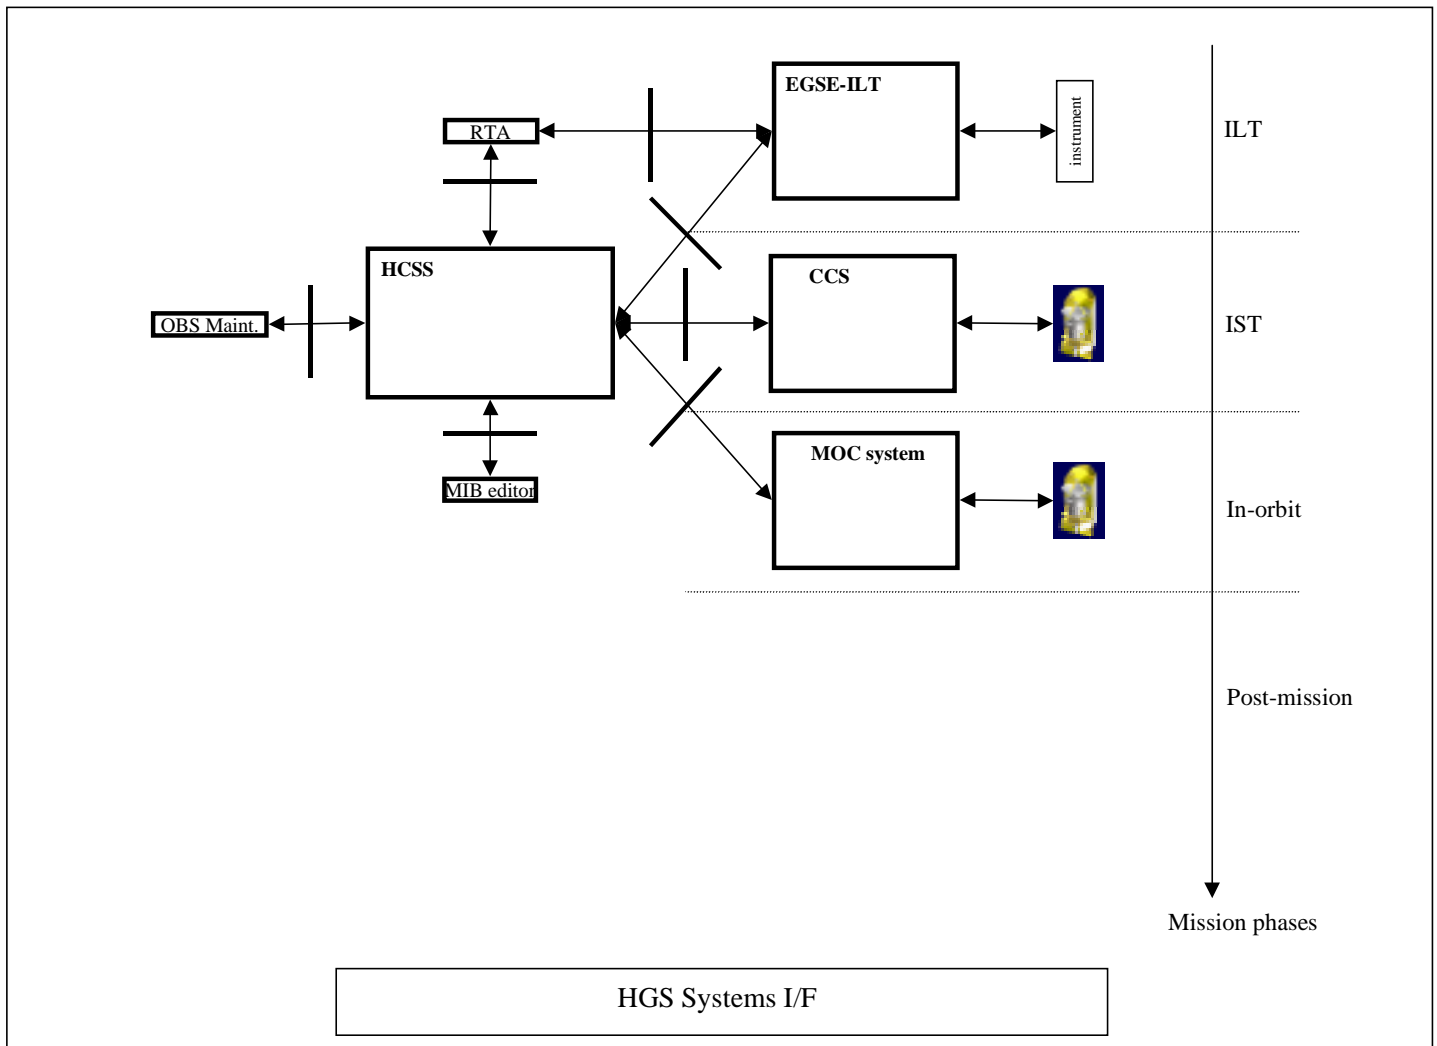 EGSE-ILT
RTA
instrument
ILT
HCSS
CCS
OBS Maint.
IST
MOC system
MIB editor
In-orbit
Post-mission
Mission phases
HGS Systems I/F